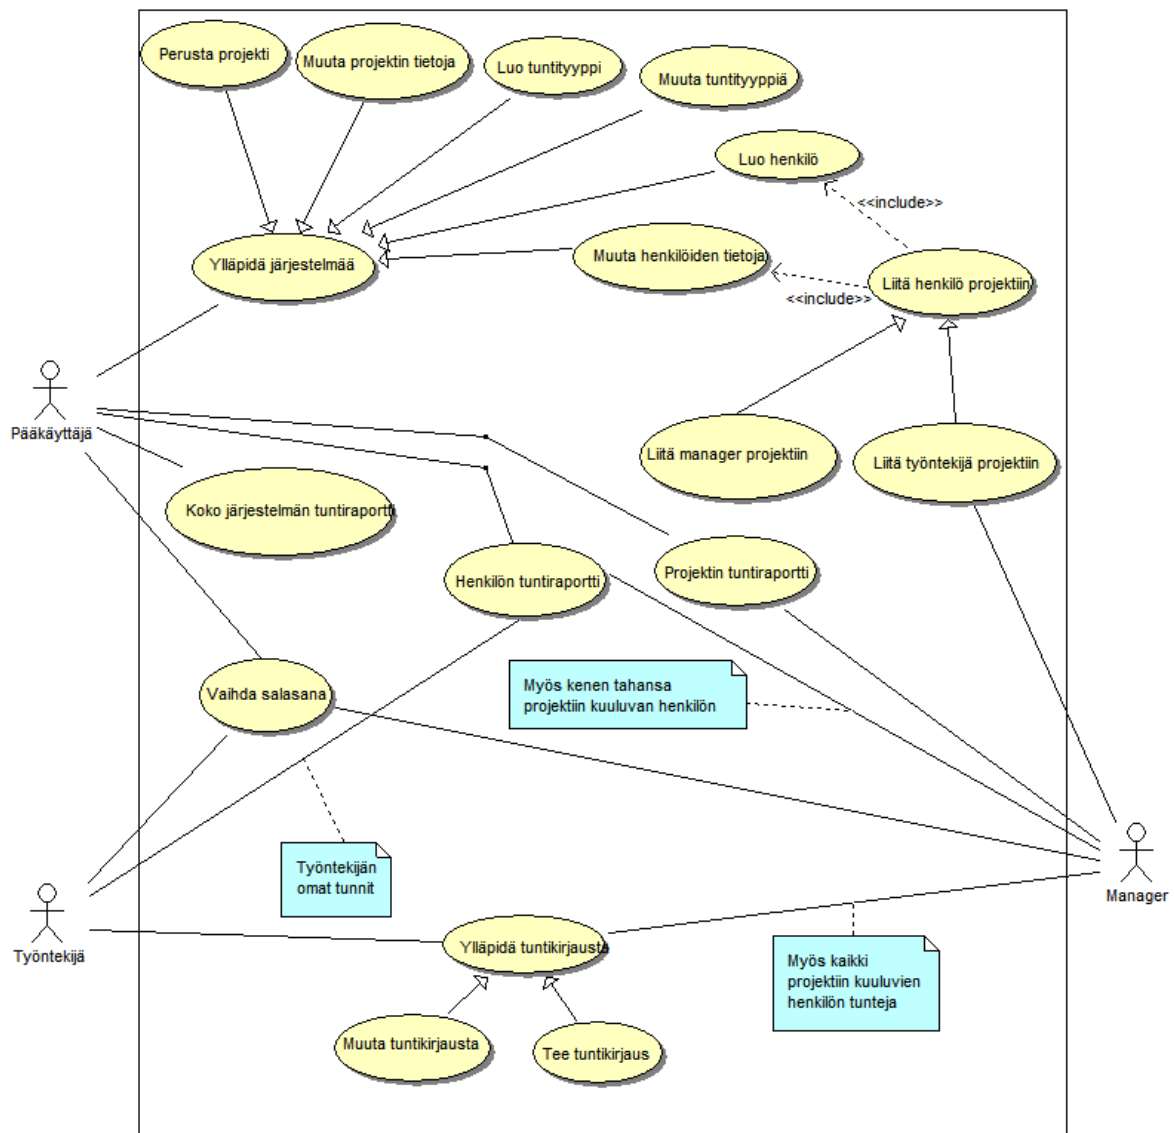 Perusta projekti
Muuta projektin tietoja
Luo tuntityyppi
Muuta tuntityyppiä
Luo henkilö
<<include>>
Ylläpidä järjestelmää
Muuta henkilöiden tietoja
Liitä henkilö projektiin
<<include>>
Pääkäyttäjä
Liitä manager projektiin
Liitä työntekijä projektiin
Koko järjestelmän tuntiraportti
Henkilön tuntiraportti
Projektin tuntiraportti
Vaihda salasana
Myös kenen tahansa
projektiin kuuluvan henkilön
Työntekijän
omat tunnit
Manager
Työntekijä
Ylläpidä tuntikirjausta
Myös kaikki
projektiin kuuluvien
henkilön tunteja
Muuta tuntikirjausta
Tee tuntikirjaus